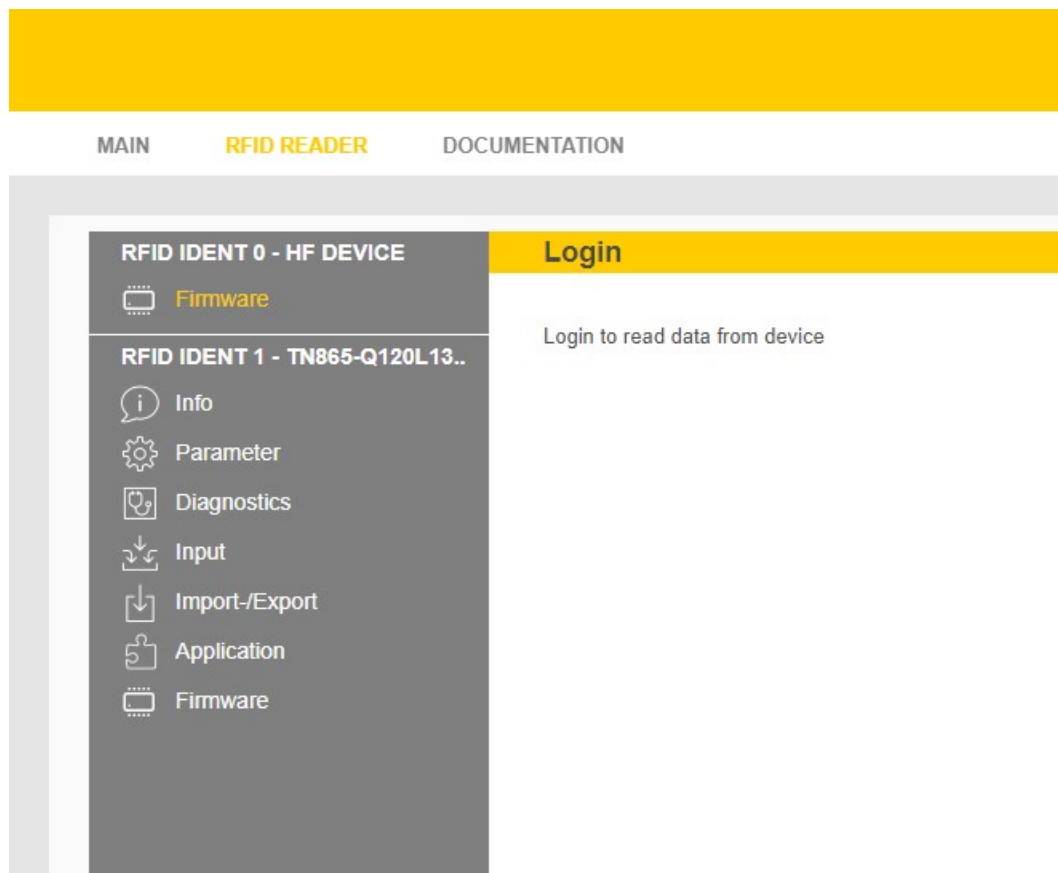 MAIN RFID READER DOCUMENTATION
RFID IDENT 0 - HF DEVICE
Firmware
RFID IDENT 1 - TN865-Q120L13..
Info
Parameter
Diagnostics
Input
Import-/Export
Application
Firmware
Login
Login to read data from device